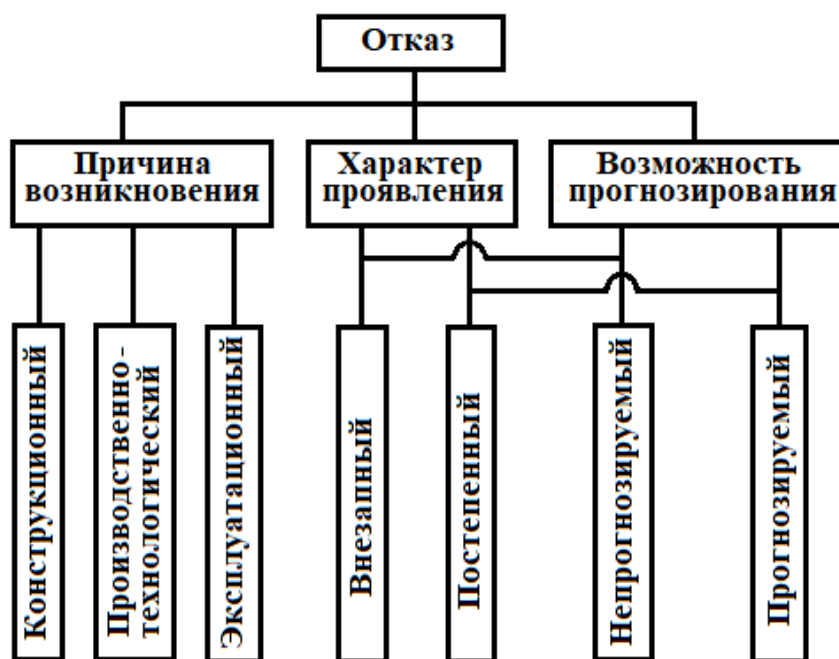 Отказ
Причина
возникновения
Характер
проявления
Возможность
прогнозирования
Конструкционный
Производственно-
технологический
Эксплуатационный
Внезапный
Постепенный
Непрогнозируемый
Прогнозируемый